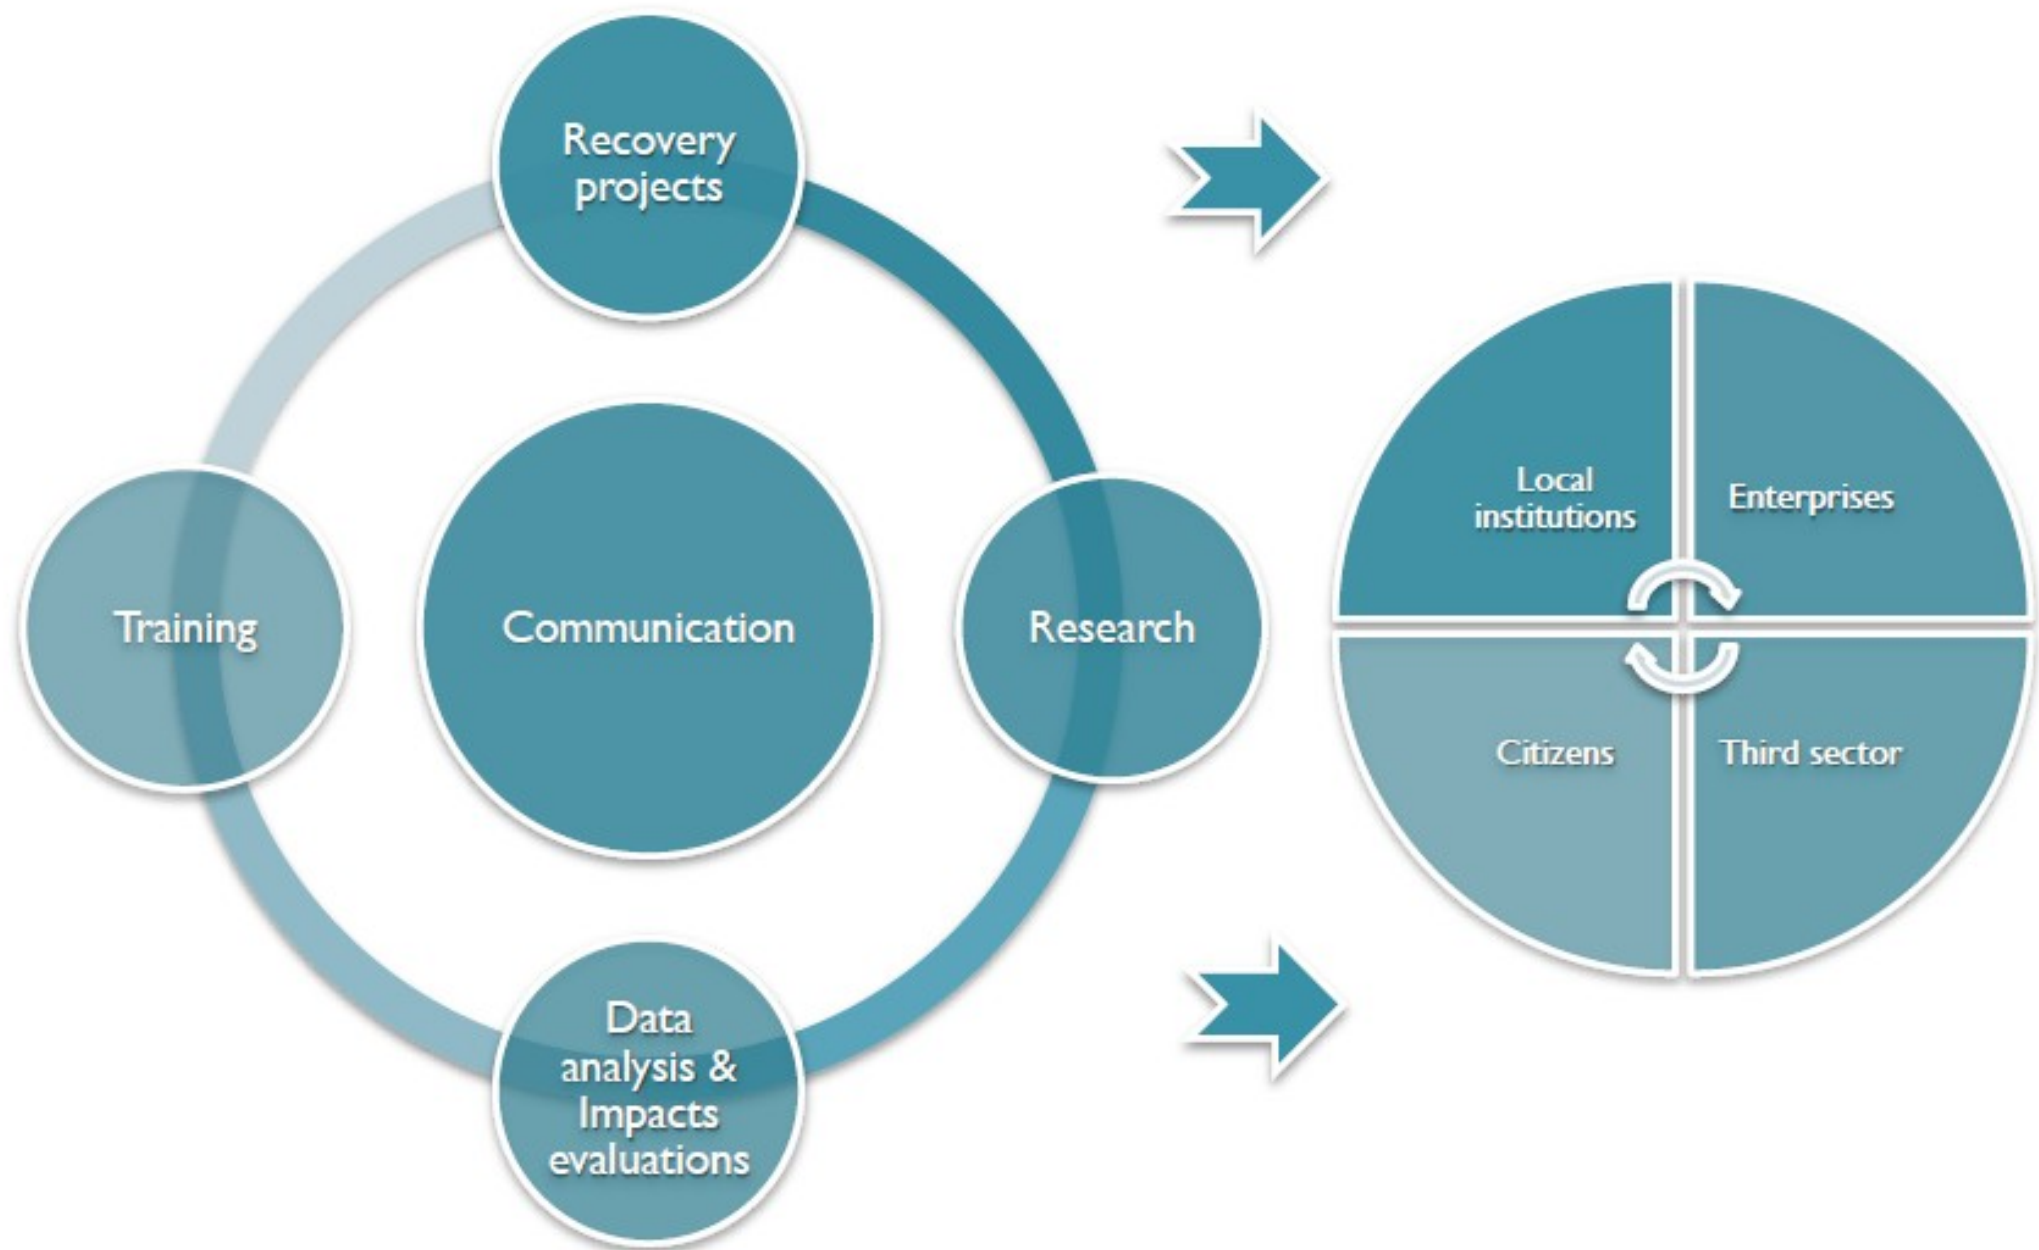 Recovery
projects
Training
Communication
Research
Data
analysis &
Impacts
evaluations
Local
institutions
Enterprises
Citizens
Third sector